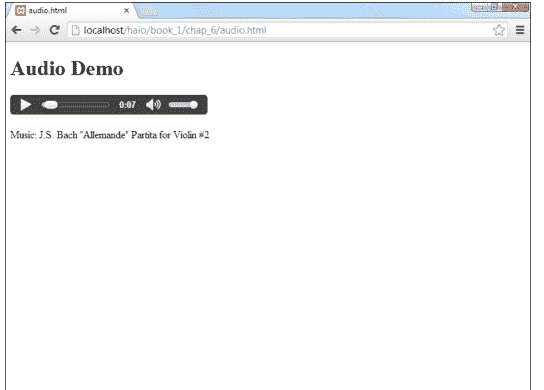 audio.html
localhost/haio/book_1/chap_6/audio.html
Audio Demo
0:07
Music: J.S. Bach "Allemande" Partita for Violin #2